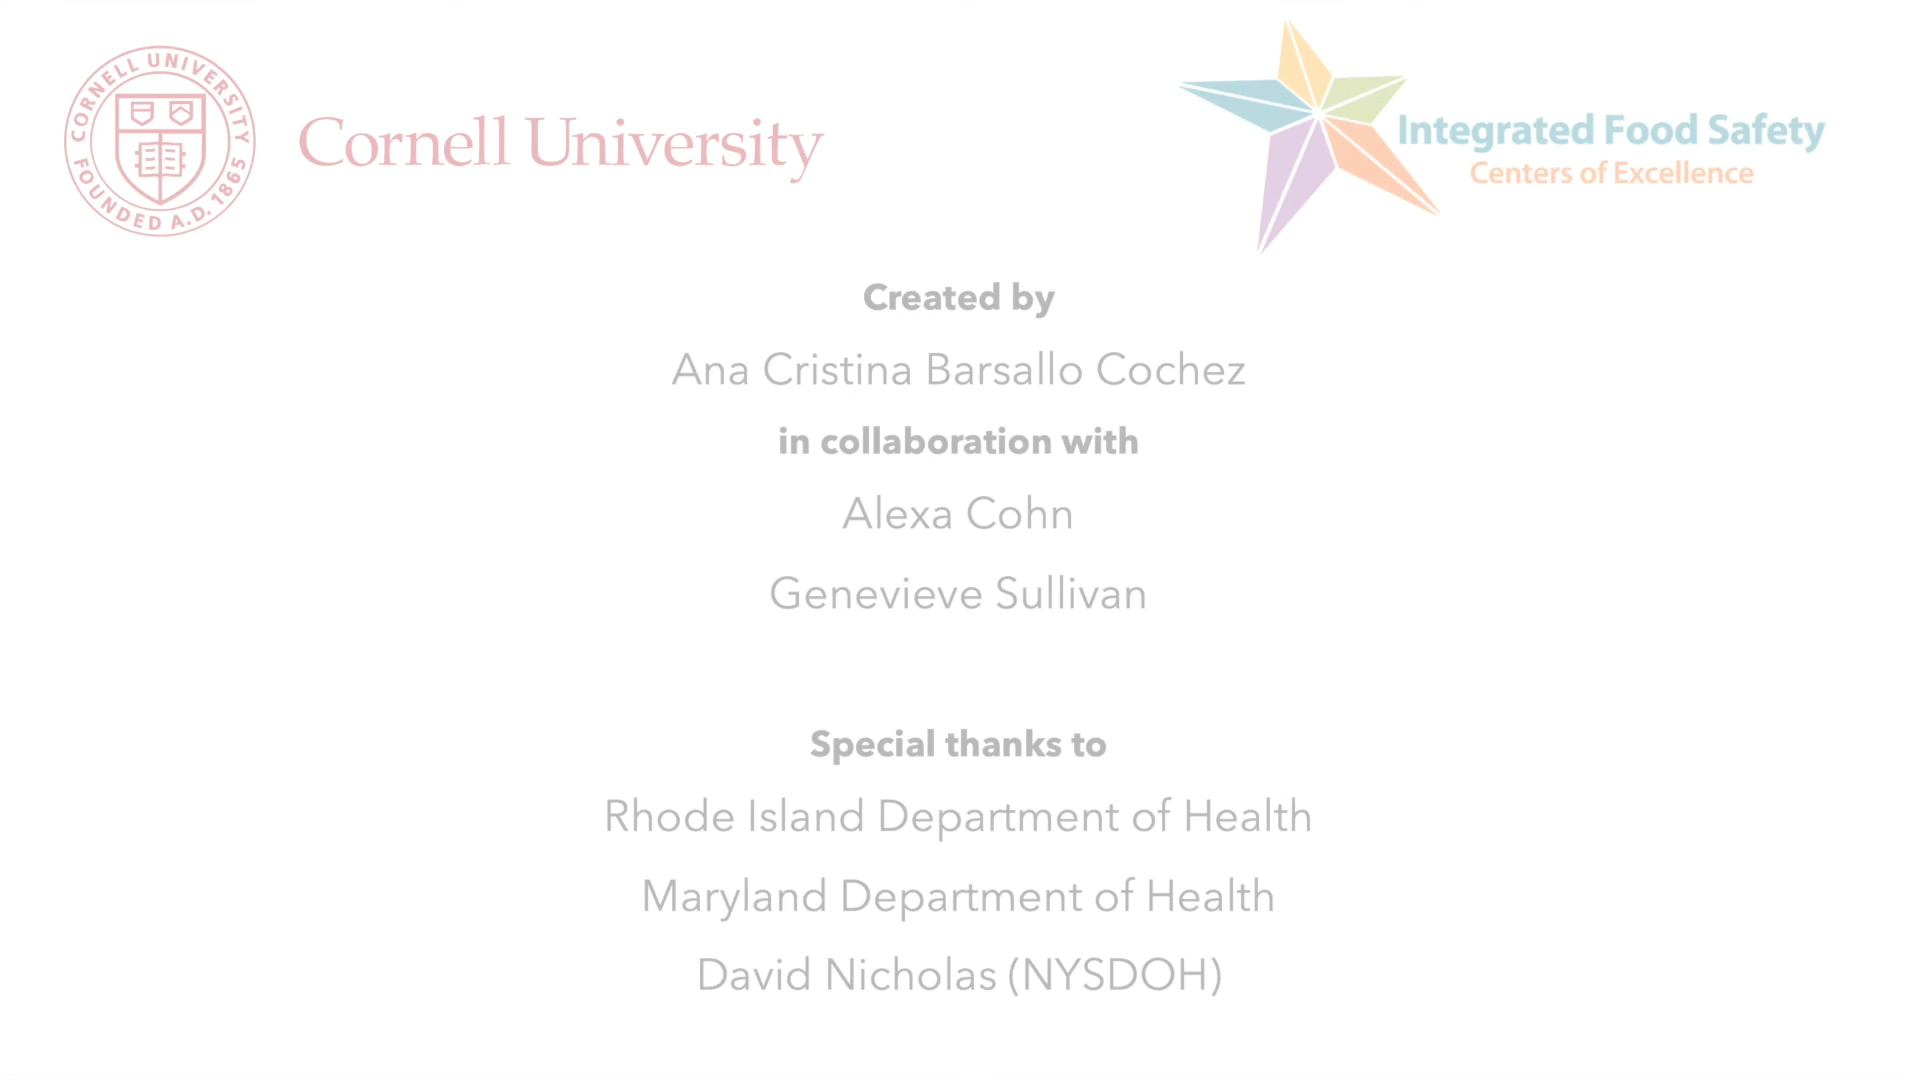 CORNELL UNIVERSITY
FOUNDED A.D. 1865
Cornell University
Integrated Food Safety
Centers of Excellence
Created by
Ana Cristina Barsallo Cochez
in collaboration with
Alexa Cohn
Genevieve Sullivan
Special thanks to
Rhode Island Department of Health
Maryland Department of Health
David Nicholas (NYSDOH)